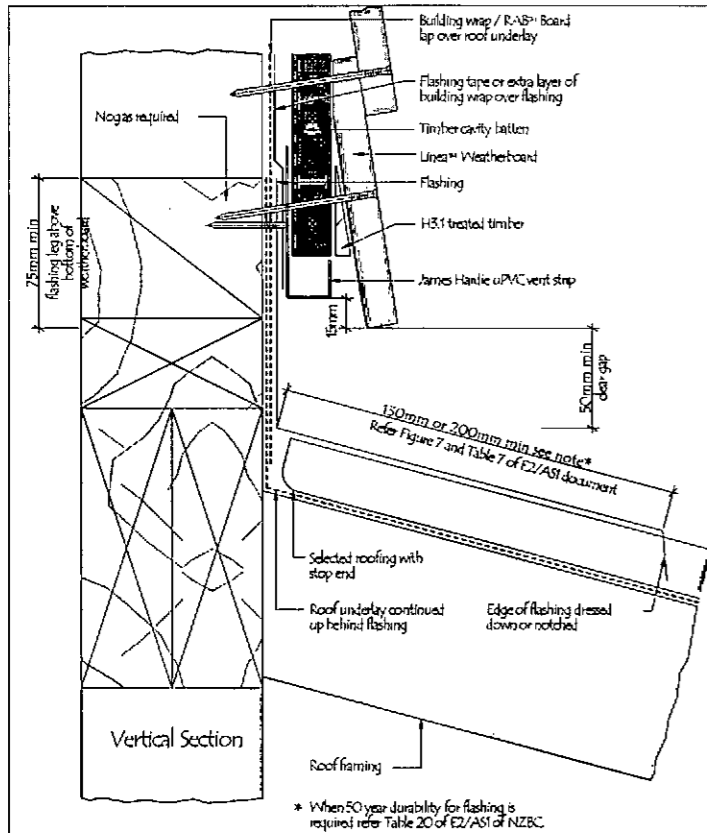 Building wrap / RAB™ Board
lap over roof underlay
Flashing tape or extra layer of
building wrap over flashing
Nogas required
Timber cavity batten
Linea™ Weatherboard
Flashing
H3.1 treated timber
James Hardie uPVC vent strip
75mm min
flashing leg above
bottom of
weatherboard
15mm
50mm min
clear gap
150mm or 200mm min see note*
Refer Figure 7 and Table 7 of E2/AS1 document
Selected roofing with
stop end
Roof underlay continued
up behind flashing
Edge of flashing dressed
down or notched
Vertical Section
Roof framing
* When 50 year durability for flashing is
required refer Table 20 of E2/AS1 of NZBC